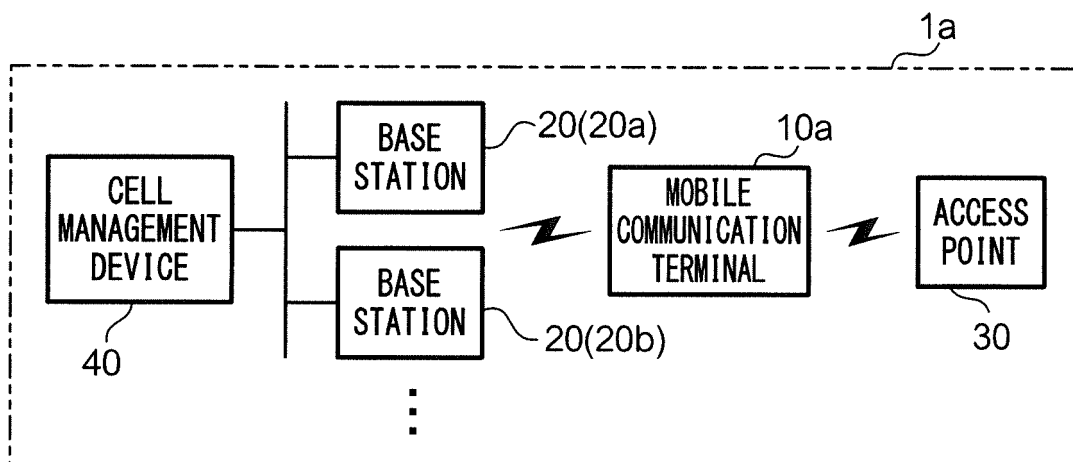 1a
BASE
STATION
20(20a)
10a
CELL
MANAGEMENT
DEVICE
MOBILE
COMMUNICATION
TERMINAL
ACCESS
POINT
BASE
STATION
40
20(20b)
30